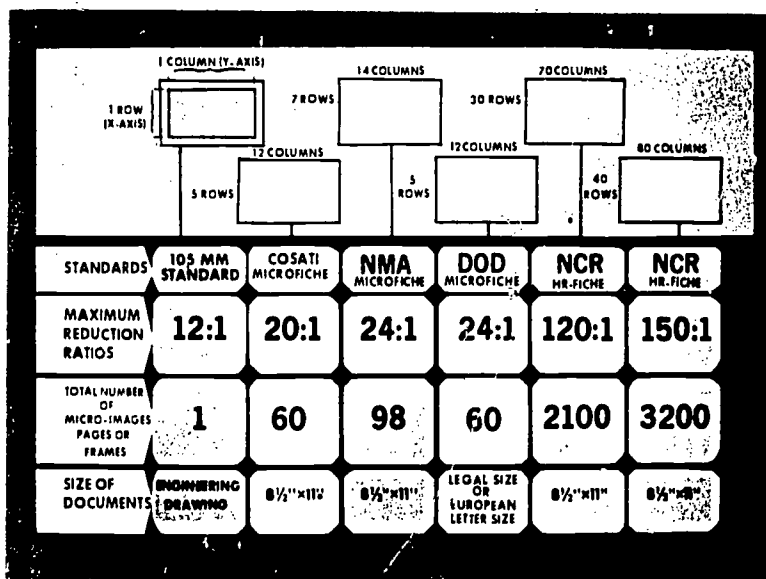 1 COLUMN (Y-AXIS)
14 COLUMNS
70 COLUMNS
1 ROW
(X-AXIS)
7 ROWS
30 ROWS
12 COLUMNS
12 COLUMNS
80 COLUMNS
5 ROWS
5
ROWS
40
ROWS
STANDARDS
105 MM
STANDARD
COSATI
MICROFICHE
NMA
MICROFICHE
DOD
MICROFICHE
NCR
HR-FICHE
NCR
HR-FICHE
MAXIMUM
REDUCTION
RATIOS
12:1
20:1
24:1
24:1
120:1
150:1
TOTAL NUMBER
OF
MICRO-IMAGES
PAGES OR
FRAMES
1
60
98
60
2100
3200
SIZE OF
DOCUMENTS
ENGINEERING
DRAWING
8½"×11"
8½"×11"
LEGAL SIZE
OR
EUROPEAN
LETTER SIZE
8½"×11"
8½"×11"